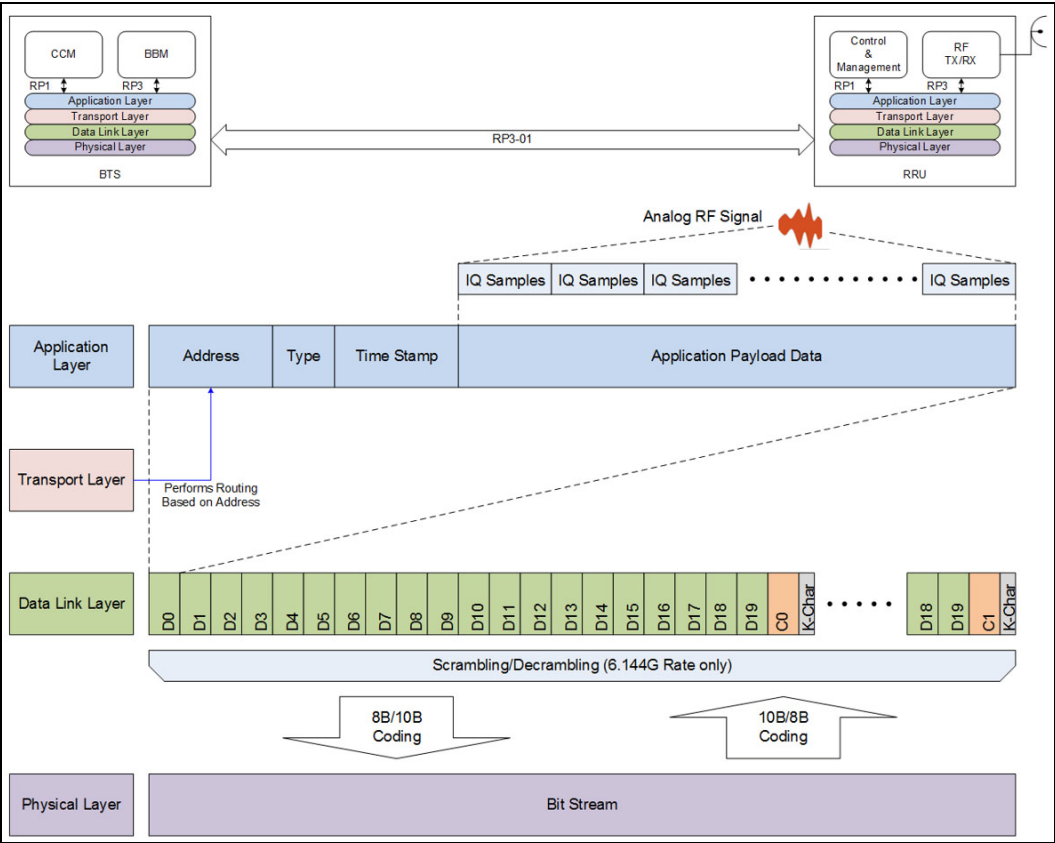 CCM
BBM
RP1
RP3
Application Layer
Transport Layer
Data Link Layer
Physical Layer
BTS
RP3-01
Control
&
Management
RF
TX/RX
RP1
RP3
Application Layer
Transport Layer
Data Link Layer
Physical Layer
RRU
Analog RF Signal
IQ Samples
IQ Samples
IQ Samples
IQ Samples
Application
Layer
Address
Type
Time Stamp
Application Payload Data
Transport Layer
Performs Routing
Based on Address
Data Link Layer
D0
D1
D2
D3
D4
D5
D6
D7
D8
D9
D10
D11
D12
D13
D14
D15
D16
D17
D18
D19
C0
K-Char
D18
D19
C1
K-Char
Scrambling/Decrambling (6.144G Rate only)
8B/10B
Coding
10B/8B
Coding
Physical Layer
Bit Stream